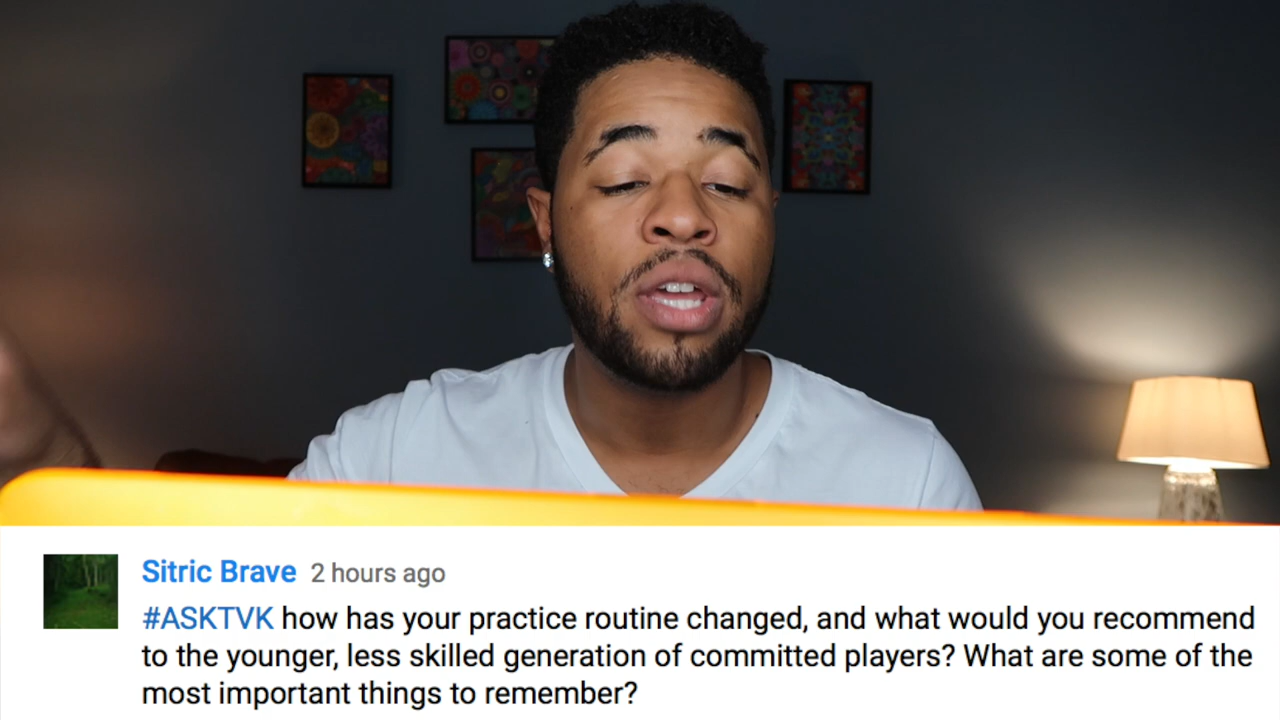 Sitric Brave 2 hours ago
#ASKTVK how has your practice routine changed, and what would you recommend
to the younger, less skilled generation of committed players? What are some of the
most important things to remember?